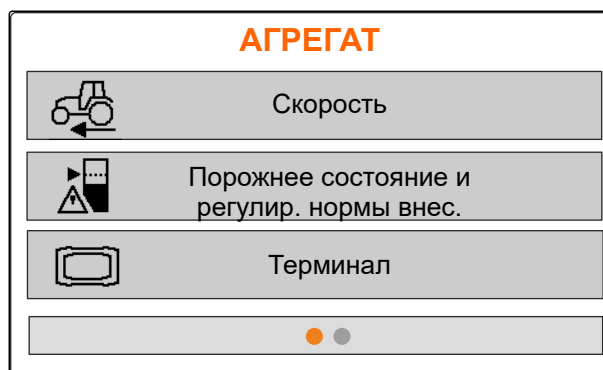 АГРЕГАТ
Скорость
Порожнее состояние и
регулир. нормы внес.
Терминал